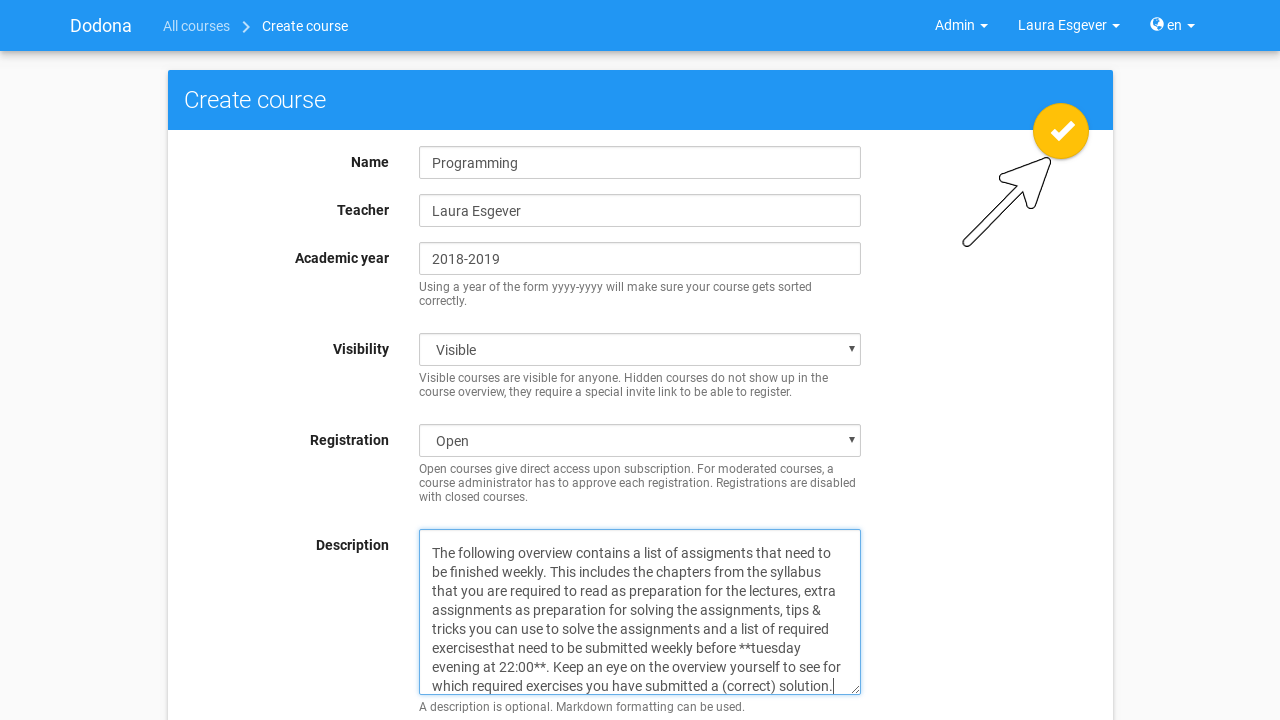 Dodona All courses Create course Admin Laura Esgever en
Create course
Name Programming
Teacher Laura Esgever
Academic year 2018-2019
Using a year of the form yyyy-yyyy will make sure your course gets sorted
correctly.
Visibility Visible
Visible courses are visible for anyone. Hidden courses do not show up in the
course overview, they require a special invite link to be able to register.
Registration Open
Open courses give direct access upon subscription. For moderated courses, a
course administrator has to approve each registration. Registrations are disabled
with closed courses.
Description
The following overview contains a list of assigments that need to
be finished weekly. This includes the chapters from the syllabus
that you are required to read as preparation for the lectures, extra
assignments as preparation for solving the assignments, tips &
tricks you can use to solve the assignments and a list of required
exercisesthat need to be submitted weekly before **tuesday
evening at 22:00**. Keep an eye on the overview yourself to see for
which required exercises you have submitted a (correct) solution.
A description is optional. Markdown formatting can be used.